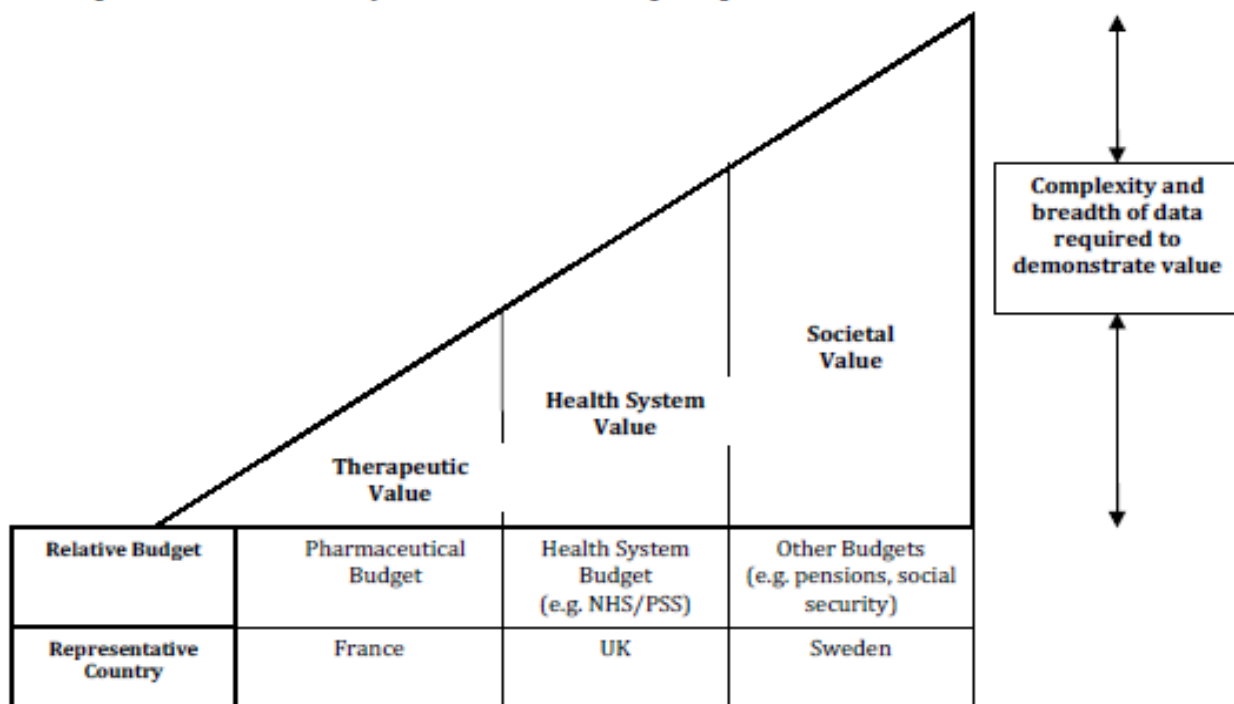 Complexity and
breadth of data
required to
demonstrate value
Societal
Value
Health System
Value
Therapeutic
Value
Relative Budget
Pharmaceutical
Budget
Health System
Budget
(e.g. NHS/PSS)
Other Budgets
(e.g. pensions, social
security)
Representative
Country
France
UK
Sweden